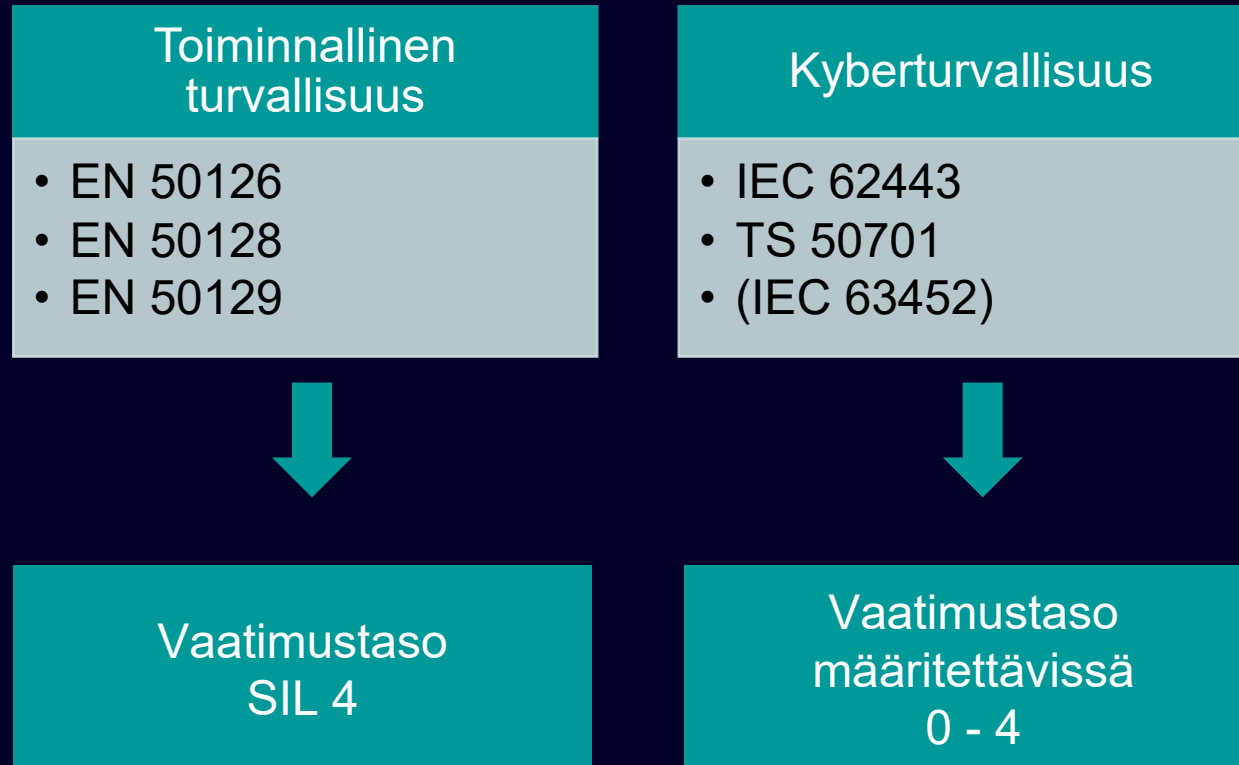 Toiminnallinen
turvallisuus
• EN 50126
• EN 50128
• EN 50129
Vaatimustaso
SIL 4
Kyberturvallisuus
• IEC 62443
• TS 50701
• (IEC 63452)
Vaatimustaso
määritettävissä
0 - 4